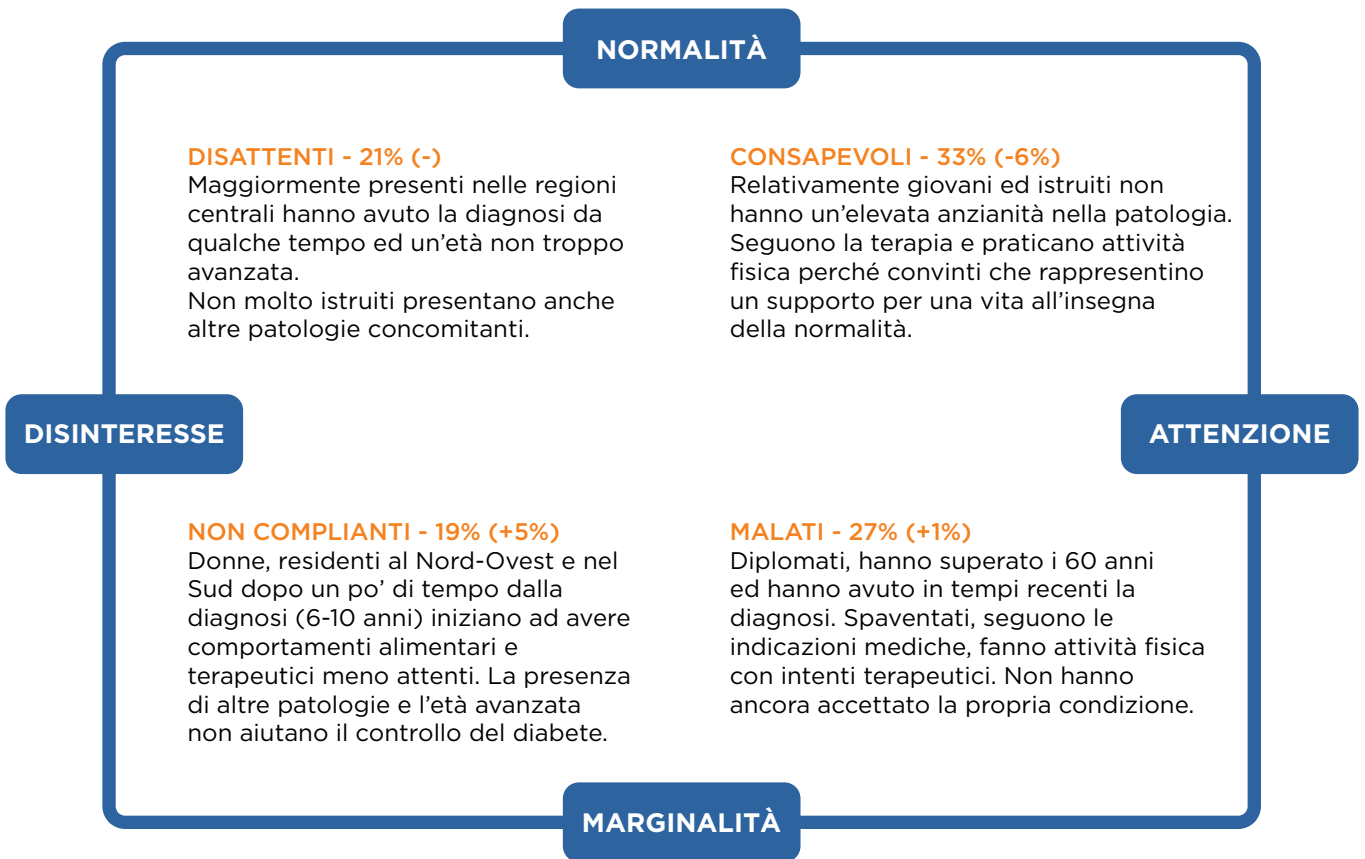 NORMALITÀ
DISATTENTI - 21% (-)
Maggiormente presenti nelle regioni
centrali hanno avuto la diagnosi da
qualche tempo ed un’età non troppo
avanzata.
Non molto istruiti presentano anche
altre patologie concomitanti.
CONSAPEVOLI - 33% (-6%)
Relativamente giovani ed istruiti non
hanno un’elevata anzianità nella patologia.
Seguono la terapia e praticano attività
fisica perché convinti che rappresentino
un supporto per una vita all’insegna
della normalità.
DISINTERESSE
ATTENZIONE
NON COMPLIANTI - 19% (+5%)
Donne, residenti al Nord-Ovest e nel
Sud dopo un po’ di tempo dalla
diagnosi (6-10 anni) iniziano ad avere
comportamenti alimentari e
terapeutici meno attenti. La presenza
di altre patologie e l’età avanzata
non aiutano il controllo del diabete.
MALATI - 27% (+1%)
Diplomati, hanno superato i 60 anni
ed hanno avuto in tempi recenti la
diagnosi. Spaventati, seguono le
indicazioni mediche, fanno attività fisica
con intenti terapeutici. Non hanno
ancora accettato la propria condizione.
MARGINALITÀ